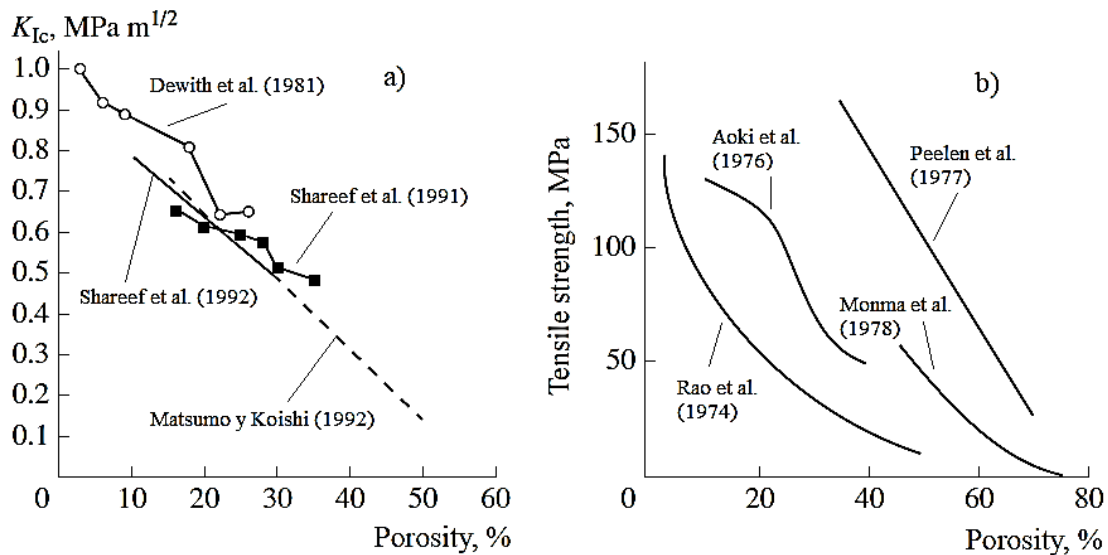 K_Ic, MPa m^1/2
a)
1.0
0.9
0.8
0.7
0.6
0.5
0.4
0.3
0.2
0.1
0
10
20
30
40
50
60
Porosity, %
Dewith et al. (1981)
Shareef et al. (1991)
Shareef et al. (1992)
Matsumo y Koishi (1992)
b)
Tensile strength, MPa
150
100
50
0
20
40
60
80
Porosity, %
Aoki et al.
(1976)
Peelen et al.
(1977)
Monma et al.
(1978)
Rao et al.
(1974)